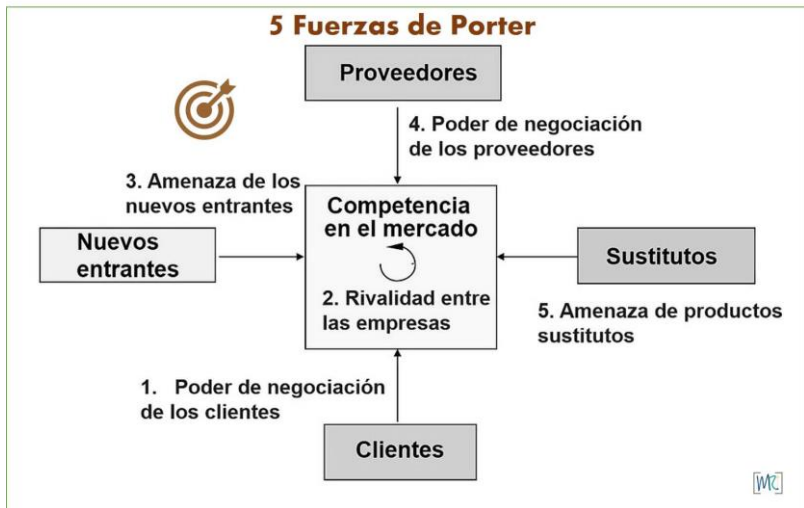 5 Fuerzas de Porter
Proveedores
4. Poder de negociación
de los proveedores
3. Amenaza de los
nuevos entrantes
Competencia
en el mercado
Nuevos
entrantes
Sustitutos
2. Rivalidad entre
las empresas
5. Amenaza de productos
sustitutos
1. Poder de negociación
de los clientes
Clientes